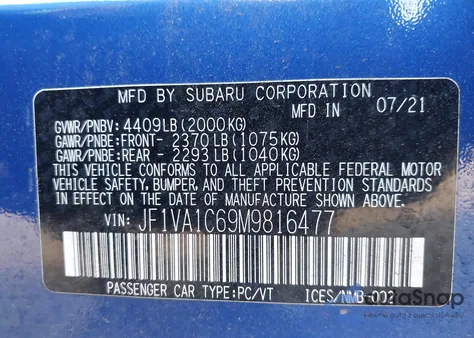 MFD BY SUBARU CORPORATION
IN 07/21
GVWR/PNBV: 4409LB(2000KG)
GAWR/PNBE: FRONT- 2370LB(1075KG)
GAWR/PNBE: REAR - 2293LB(1040KG)
THIS VEHICLE CONFORMS TO ALL APPLICABLE FEDERAL MOTOR
VEHICLE SAFETY, BUMPER, AND THEFT PREVENTION STANDARDS
IN EFFECT ON THE DATE OF MANUFACTURE SHOWN ABOVE.
VIN: JF1VA1C69M9816477
PASSENGER CAR TYPE:PC/VT ICES/NMB-002
AuraSnap